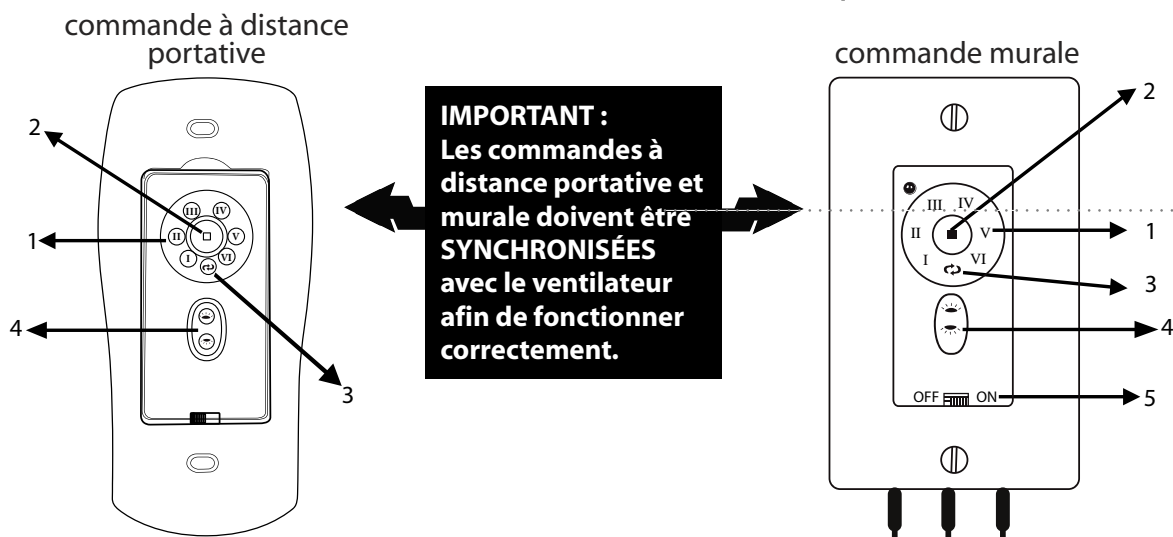 commande à distance
portative
2
III
IV
II
V
I
VI
1
4
3
IMPORTANT :
Les commandes à
distance portative et
murale doivent être
SYNCHRONISÉES
avec le ventilateur
afin de fonctionner
correctement.
commande murale
2
III
IV
II
V
I
VI
1
3
4
OFF
ON
5